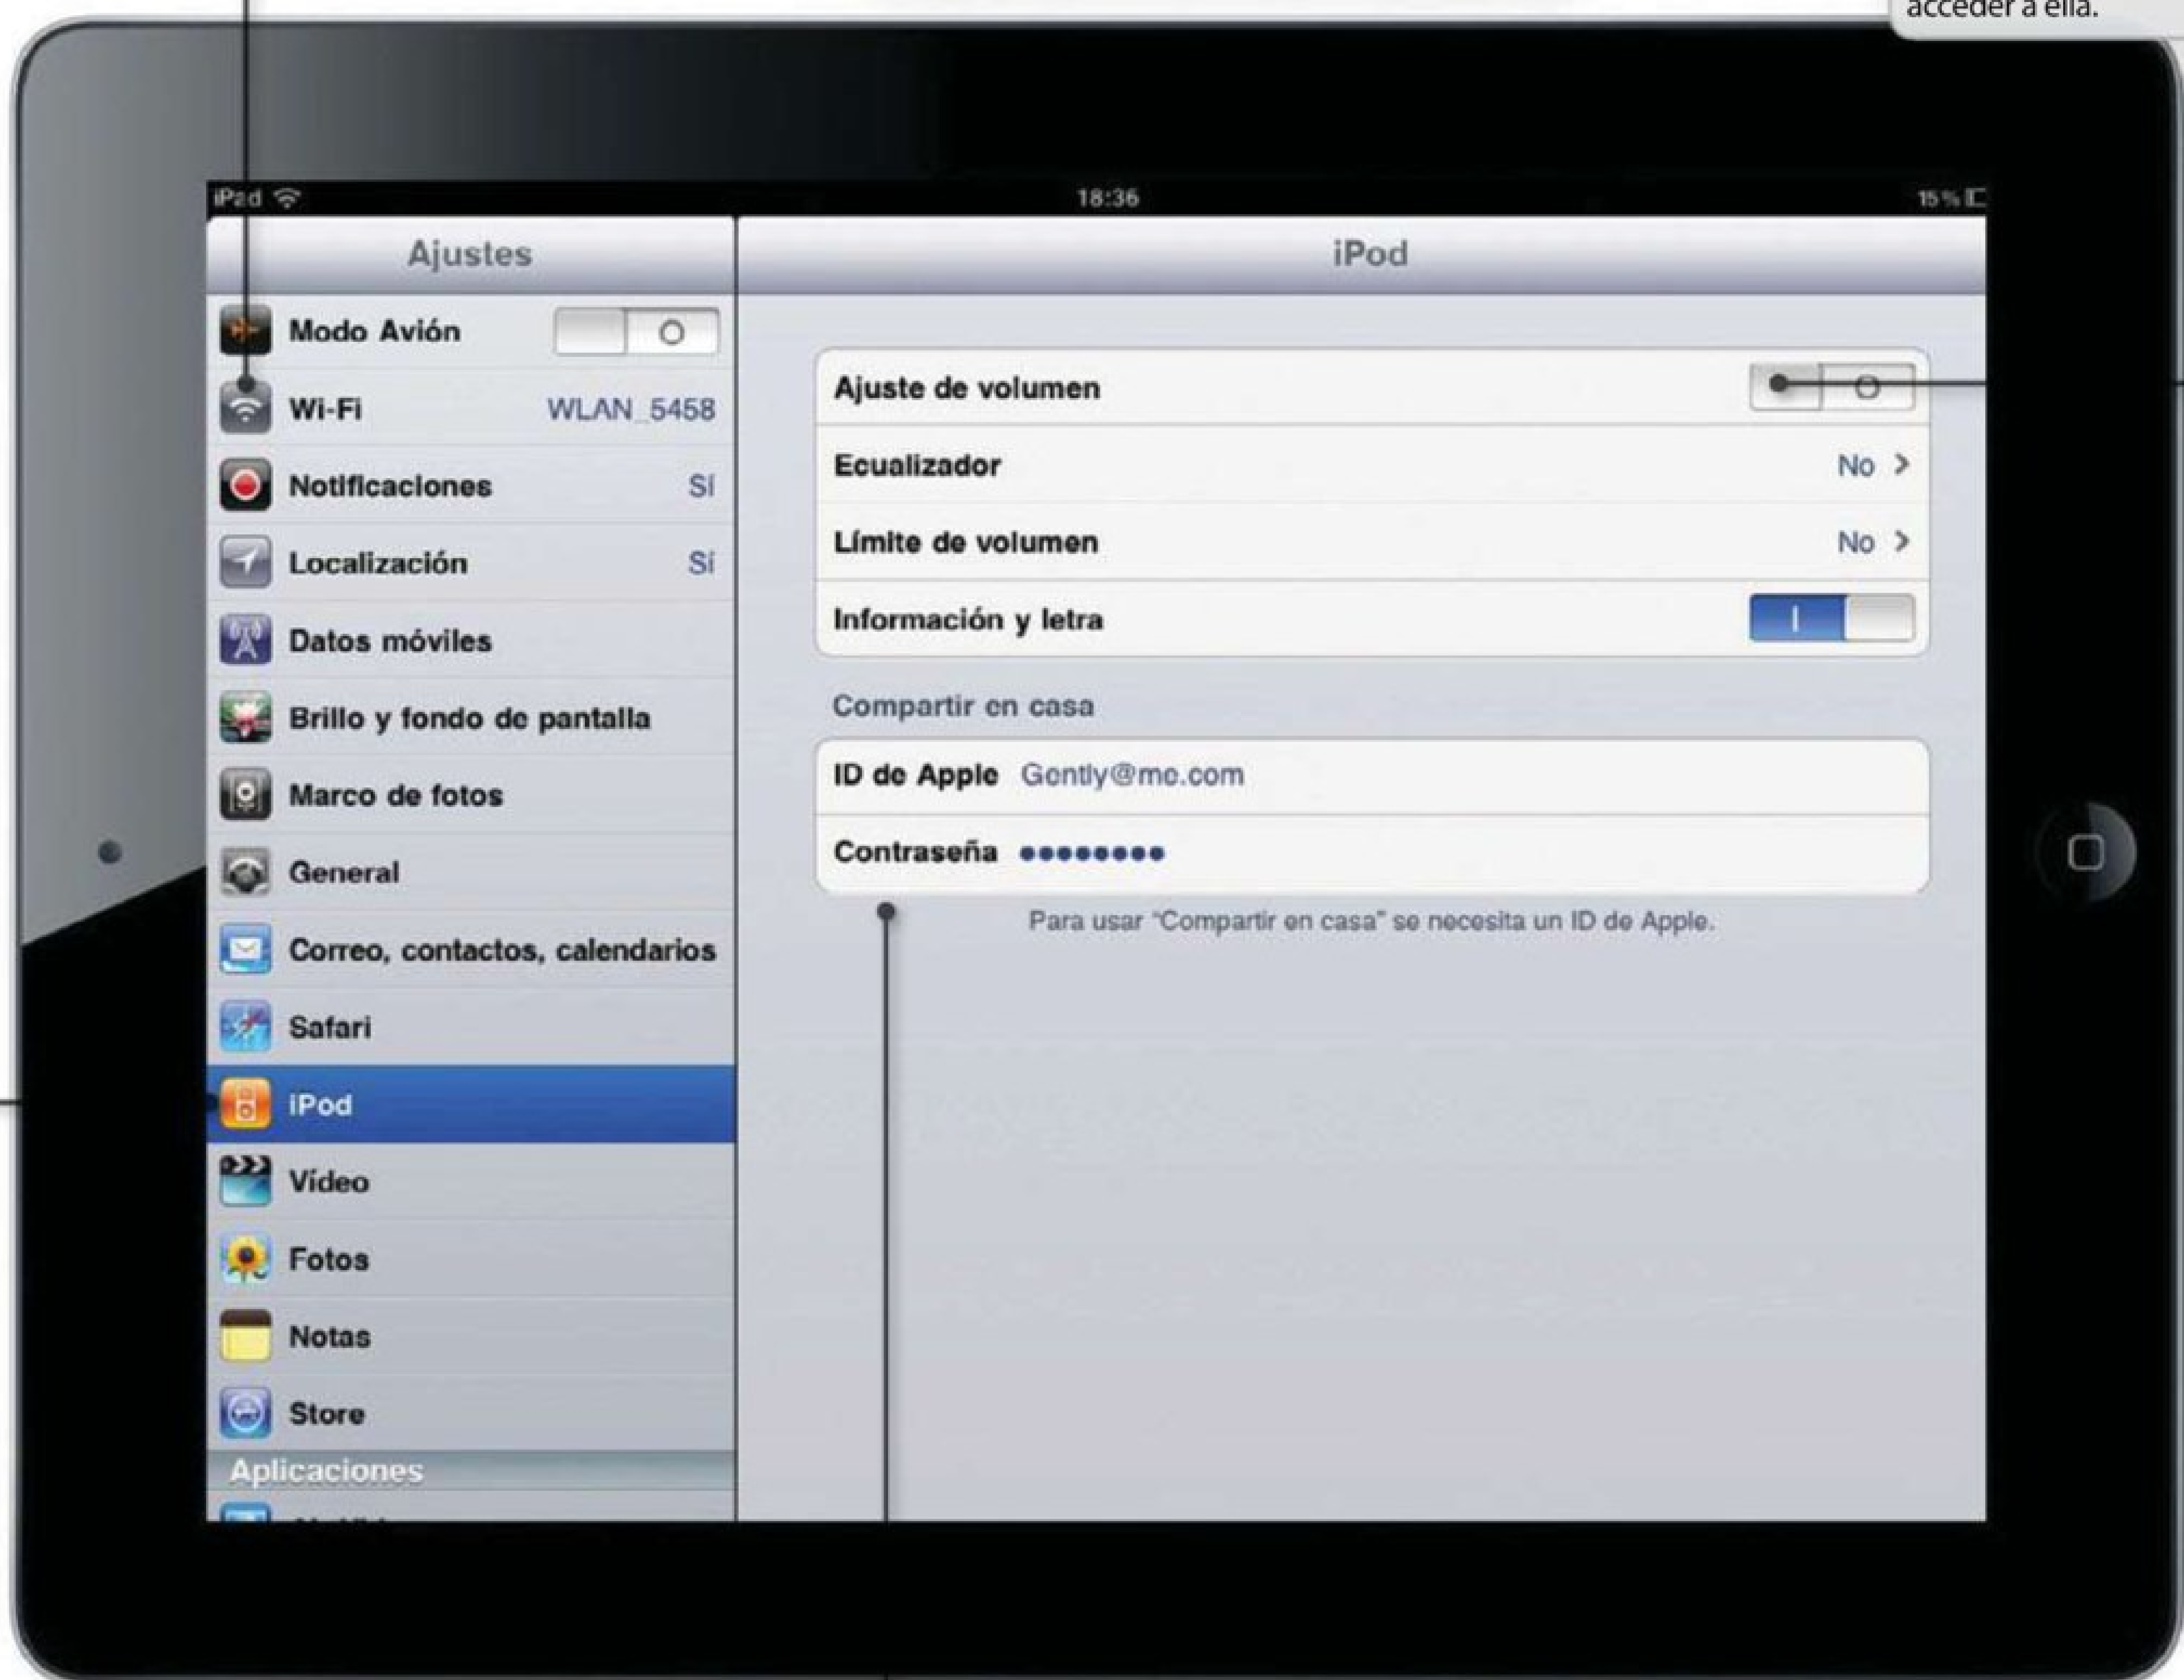 acceder a ella.
iPad 18:36 15 %
Ajustes
Modo Avión
Wi-Fi WLAN_5458
Notificaciones Sí
Localización Sí
Datos móviles
Brillo y fondo de pantalla
Marco de fotos
General
Correo, contactos, calendarios
Safari
iPod
Vídeo
Fotos
Notas
Store
Aplicaciones
iPod
Ajuste de volumen
Ecualizador No
Límite de volumen No
Información y letra
Compartir en casa
ID de Apple Gently@me.com
Contraseña ••••••••
Para usar “Compartir en casa” se necesita un ID de Apple.